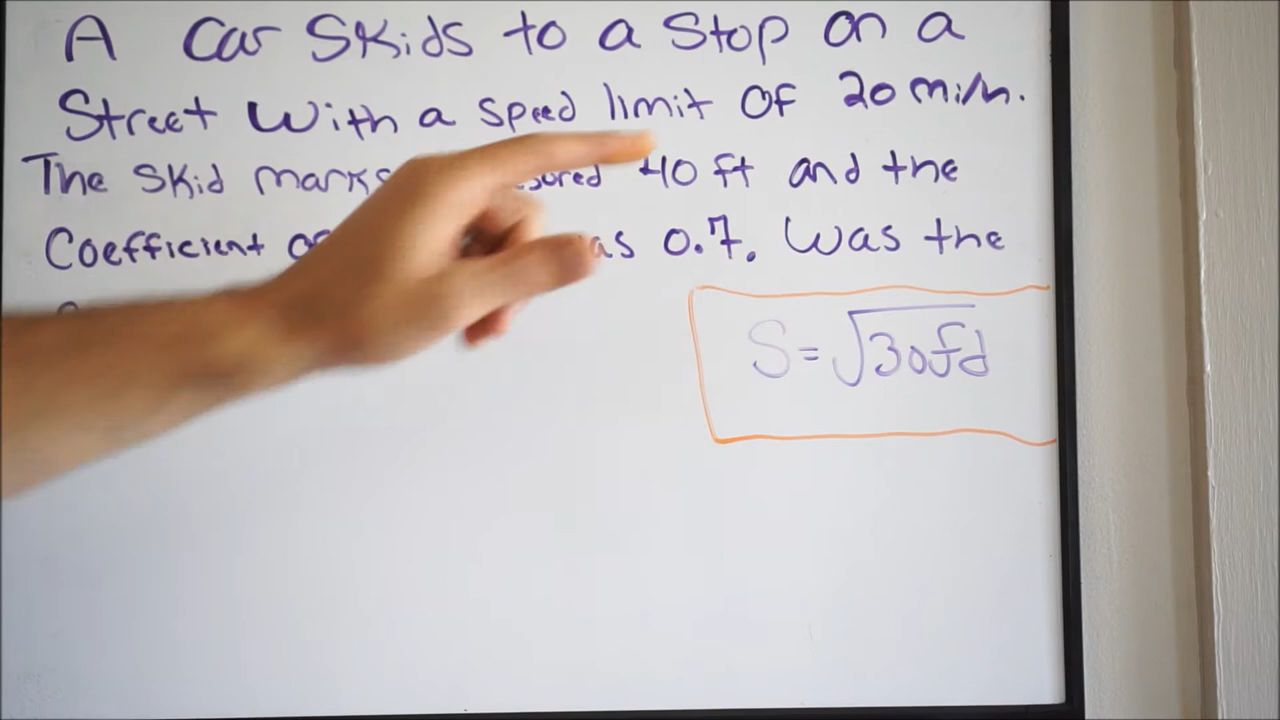 A Car Skids to a Stop on a
Street With a speed limit OF 20 mi/h.
The Skid marks 40 ft and the
Coefficient as 0.7. Was the
S = √30fd